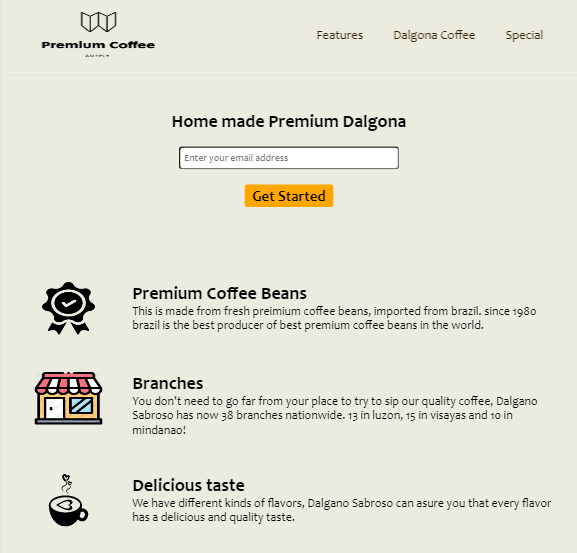 Premium Coffee
Features
Dalgona Coffee
Special
Home made Premium Dalgona
Enter your email address
Get Started
Premium Coffee Beans
This is made from fresh preimium coffee beans, imported from brazil. since 1980
brazil is the best producer of best premium coffee beans in the world.
Branches
You don't need to go far from your place to try to sip our quality coffee, Dalgano
Sabroso has now 38 branches nationwide. 13 in luzon, 15 in visayas and 10 in
mindanao!
Delicious taste
We have different kinds of flavors, Dalgano Sabroso can asure you that every flavor
has a delicious and quality taste.